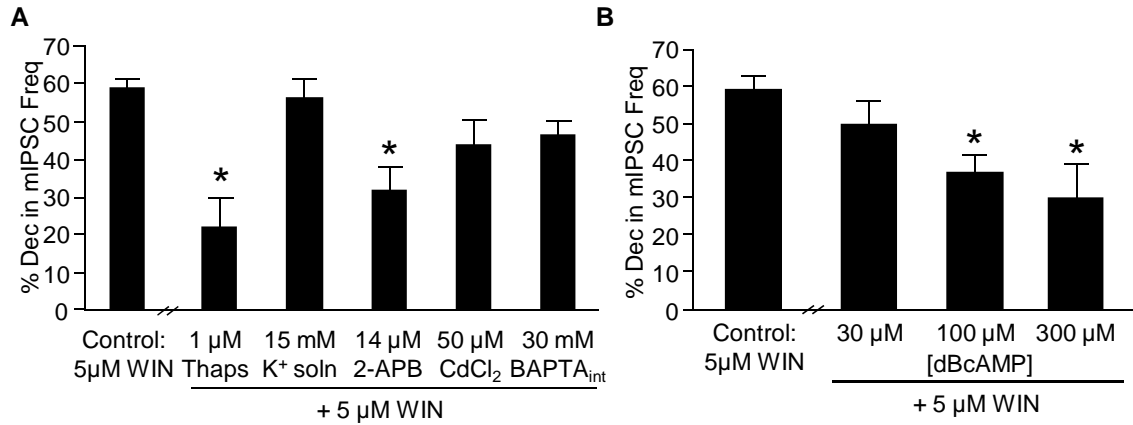 A
% Dec in mIPSC Freq
70
60
50
40
30
20
10
0
*
*
Control: 1 µM 15 mM 14 µM 50 µM 30 mM
5µM WIN Thaps K⁺ soln 2-APB CdCl₂ BAPTAint
+ 5 µM WIN
B
% Dec in mIPSC Freq
70
60
50
40
30
20
10
0
*
*
Control: 30 µM 100 µM 300 µM
5µM WIN [dBcAMP]
+ 5 µM WIN